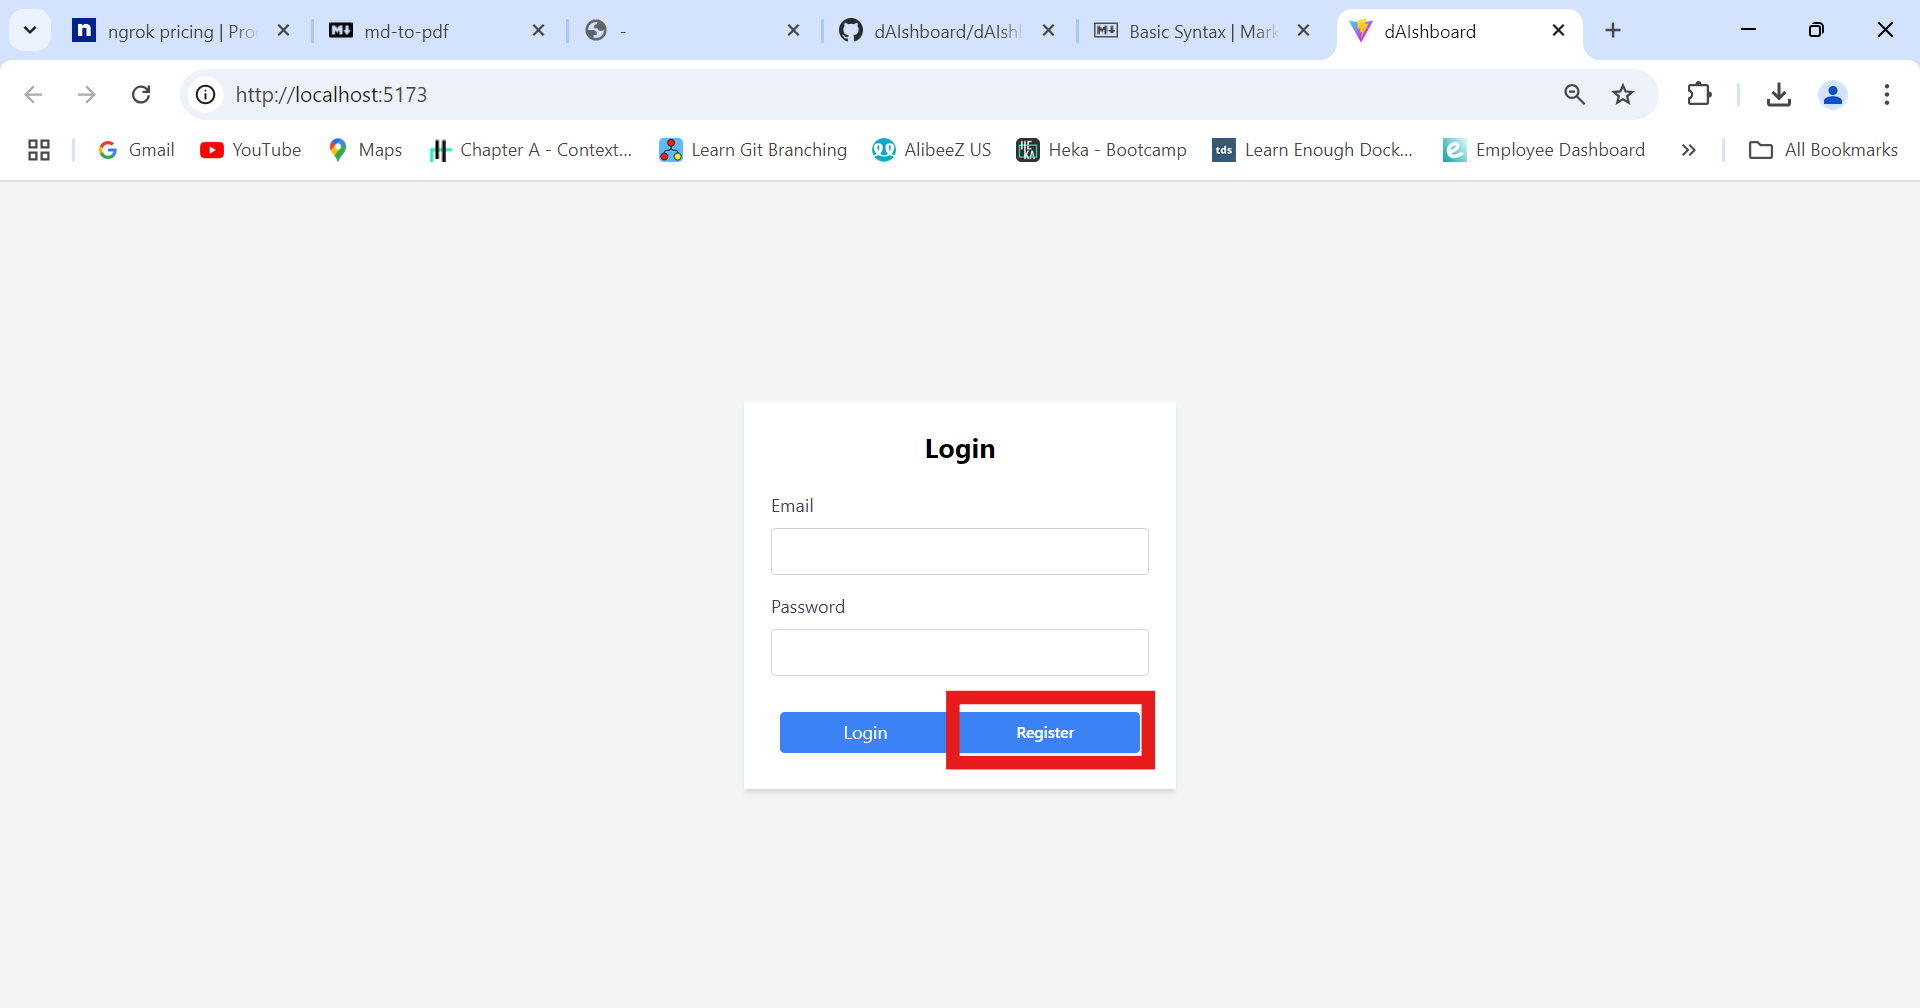 ngrok pricing | Pro
md-to-pdf
-
dAIshboard/dAIsh
Basic Syntax | Mark
dAIshboard
http://localhost:5173
Gmail
YouTube
Maps
Chapter A - Context...
Learn Git Branching
AlibeeZ US
Heka - Bootcamp
tds
Learn Enough Dock...
Employee Dashboard
All Bookmarks
Login
Email
Password
Login
Register